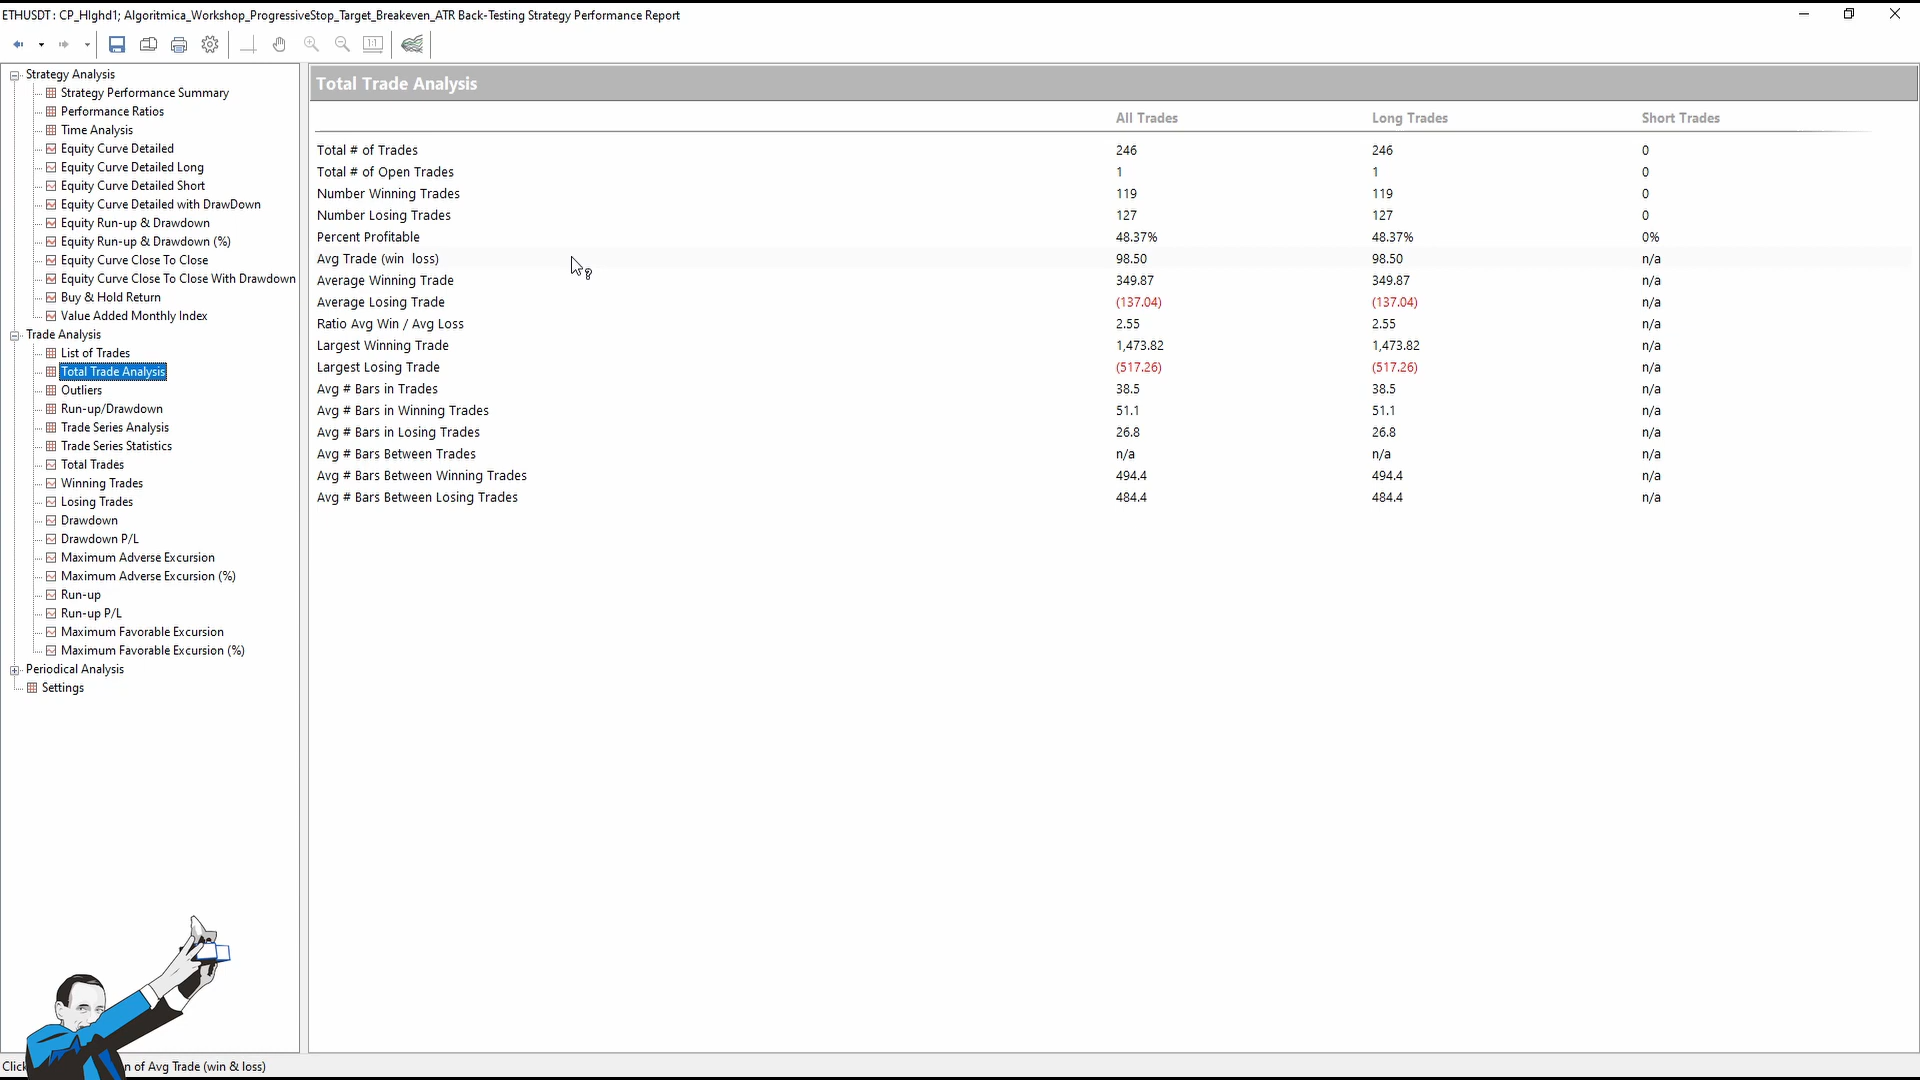 ETHUSDT : CP_HIghd1; Algoritmica_Workshop_ProgressiveStop_Target_Breakeven_ATR Back-Testing Strategy Performance Report
1:1
Strategy Analysis
Strategy Performance Summary
Performance Ratios
Time Analysis
Equity Curve Detailed
Equity Curve Detailed Long
Equity Curve Detailed Short
Equity Curve Detailed with DrawDown
Equity Run-up & Drawdown
Equity Run-up & Drawdown (%)
Equity Curve Close To Close
Equity Curve Close To Close With Drawdown
Buy & Hold Return
Value Added Monthly Index
Trade Analysis
List of Trades
Total Trade Analysis
Outliers
Run-up/Drawdown
Trade Series Analysis
Trade Series Statistics
Total Trades
Winning Trades
Losing Trades
Drawdown
Drawdown P/L
Maximum Adverse Excursion
Maximum Adverse Excursion (%)
Run-up
Run-up P/L
Maximum Favorable Excursion
Maximum Favorable Excursion (%)
Periodical Analysis
Settings
Total Trade Analysis
All Trades Long Trades Short Trades
Total # of Trades 246 246 0
Total # of Open Trades 1 1 0
Number Winning Trades 119 119 0
Number Losing Trades 127 127 0
Percent Profitable 48.37% 48.37% 0%
Avg Trade (win loss) 98.50 98.50 n/a
Average Winning Trade 349.87 349.87 n/a
Average Losing Trade (137.04) (137.04) n/a
Ratio Avg Win / Avg Loss 2.55 2.55 n/a
Largest Winning Trade 1,473.82 1,473.82 n/a
Largest Losing Trade (517.26) (517.26) n/a
Avg # Bars in Trades 38.5 38.5 n/a
Avg # Bars in Winning Trades 51.1 51.1 n/a
Avg # Bars in Losing Trades 26.8 26.8 n/a
Avg # Bars Between Trades n/a n/a n/a
Avg # Bars Between Winning Trades 494.4 494.4 n/a
Avg # Bars Between Losing Trades 484.4 484.4 n/a
of Avg Trade (win & loss)